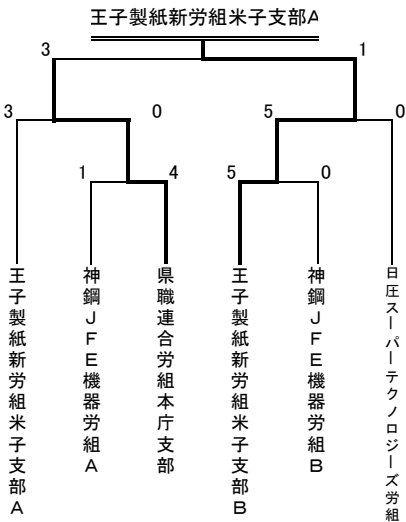 王子製紙新労組米子支部A
3 1
3 0 5 0
1 4 5 0
王子製紙新労組米子支部A
神鋼JFE機器労組A
県職連合労組本庁支部
王子製紙新労組米子支部B
神鋼JFE機器労組B
日圧スーパーテクノロジーズ労組